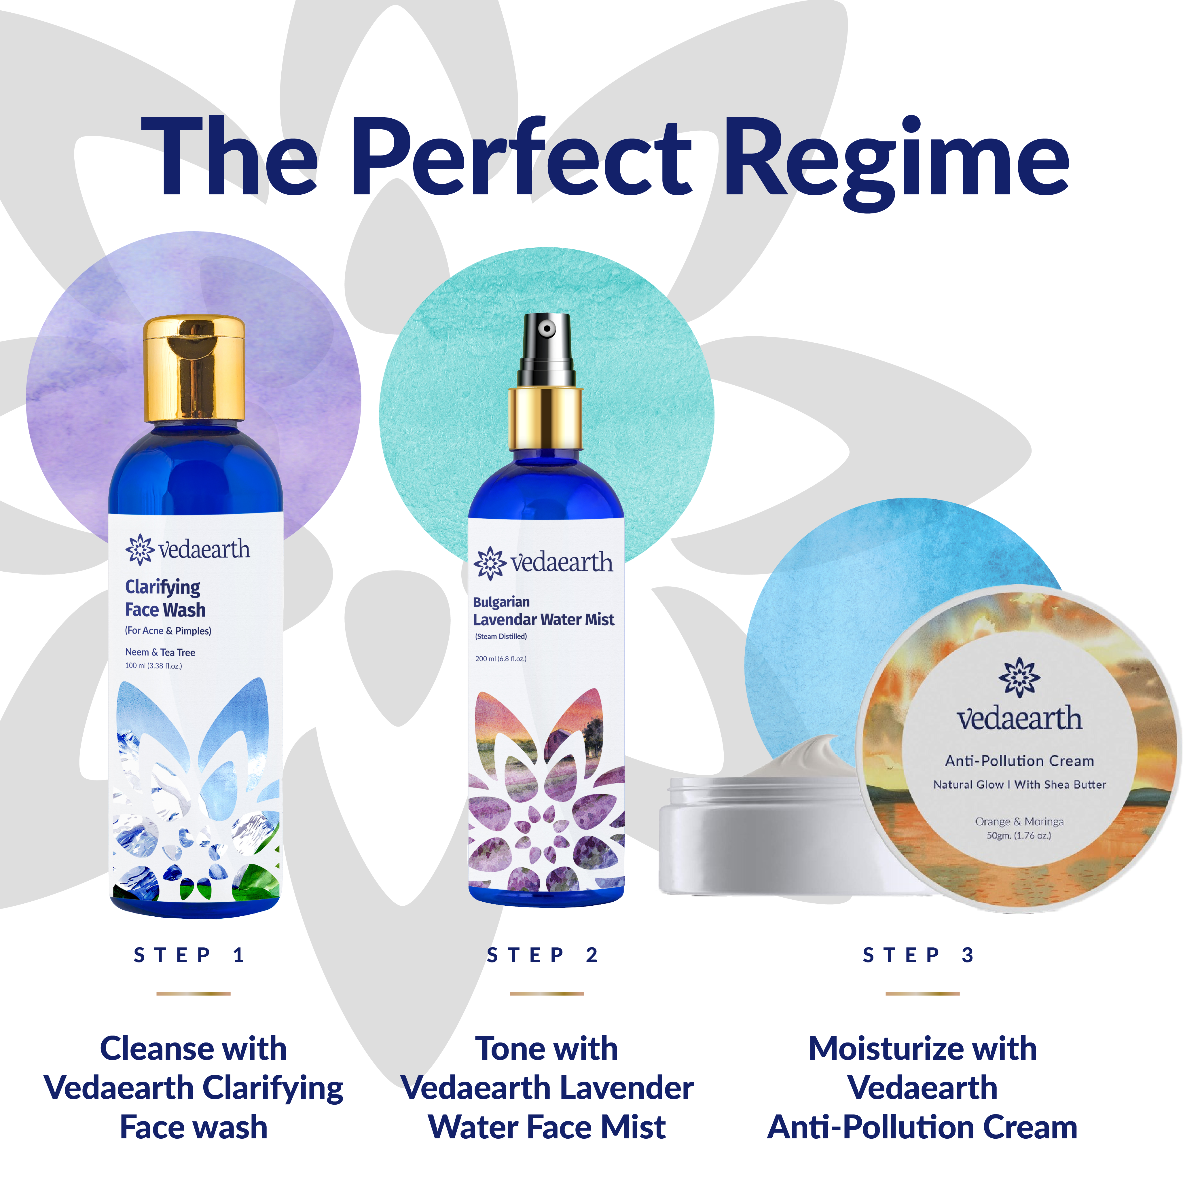 The Perfect Regime
vedaearth
Clarifying
Face Wash
(For Acne & Pimples)
Neem & Tea Tree
100 ml (3.38 fl.oz.)
vedaearth
Bulgarian
Lavendar Water Mist
(Steam Distilled)
200 ml (6.8 fl.oz.)
vedaearth
Anti-Pollution Cream
Natural Glow | With Shea Butter
Orange & Moringa
50gm. (1.76 oz.)
STEP 1
Cleanse with
Vedaearth Clarifying
Face wash
STEP 2
Tone with
Vedaearth Lavender
Water Face Mist
STEP 3
Moisturize with
Vedaearth
Anti-Pollution Cream